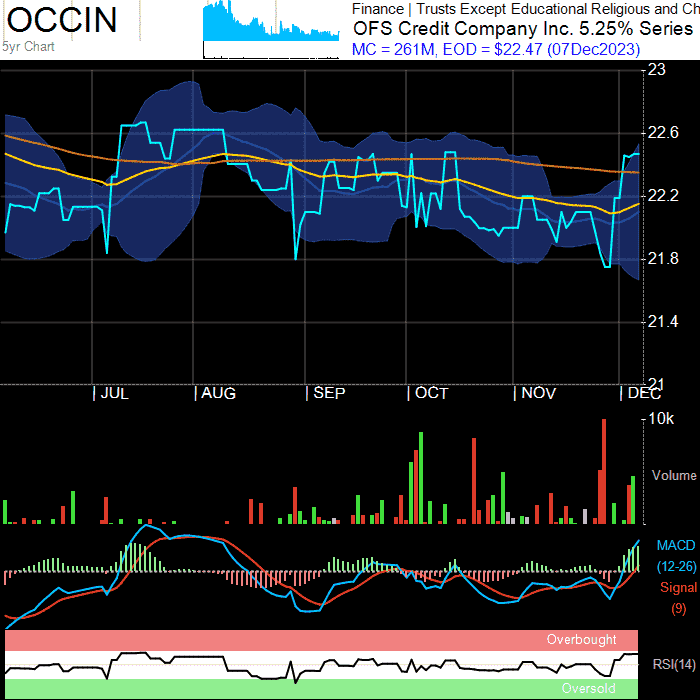 OCCIN
5yr Chart
Finance | Trusts Except Educational Religious and Ch
OFS Credit Company Inc. 5.25% Series
MC = 261M, EOD = $22.47 (07Dec2023)
23
22.6
22.2
21.8
21.4
21
JUL AUG SEP OCT NOV DEC
10k
Volume
MACD
(12-26)
Signal
(9)
Overbought
RSI(14)
Oversold